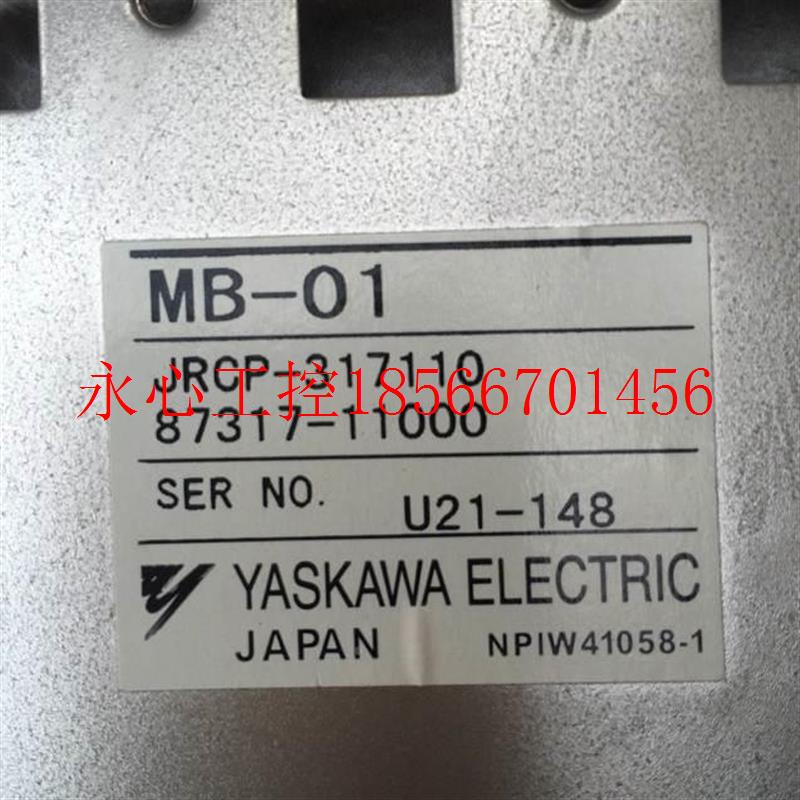 MB-01
JRCP-317110
永心工控18566701456
87317-11000
SER NO. U21-148
YASKAWA ELECTRIC
JAPAN NPIW41058-1